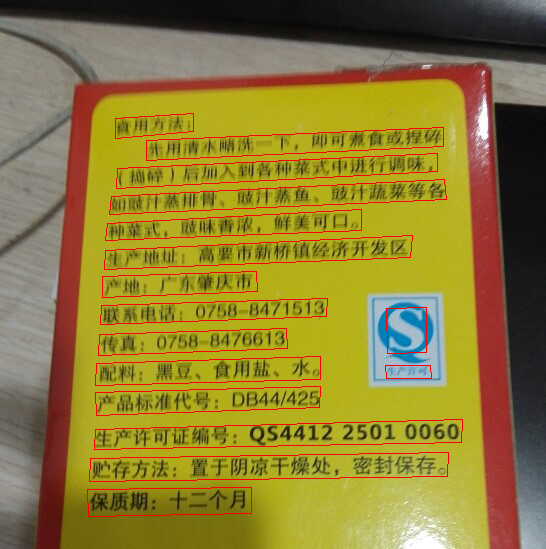 食用方法：
先用清水略洗一下，即可煮食或捏碎
（搗碎）后加入到各种菜式中进行调味，
如豉汁蒸排骨、豉汁蒸鱼、豉汁蔬菜等各
种菜式，豉味香浓，鲜美可口。
生产地址：高要市新桥镇经济开发区
产地：广东肇庆市
联系电话：0758-8471513
传真：0758-8476613
配料：黑豆、食用盐、水。
产品标准代号：DB44/425
S
生产许可
生产许可证编号：QS4412 2501 0060
贮存方法：置于阴凉干燥处，密封保存。
保质期：十二个月